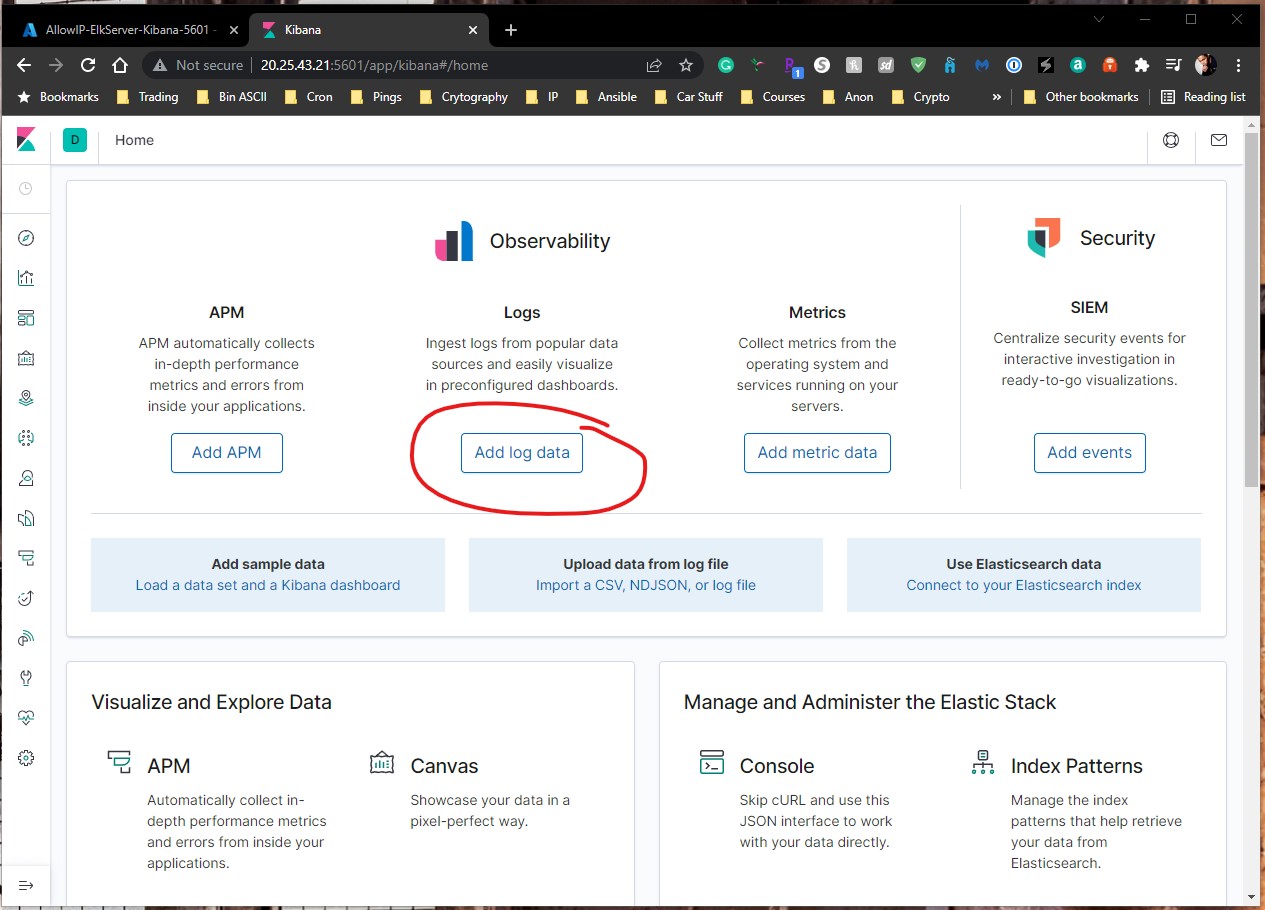 AllowIP-ElkServer-Kibana-5601 -
Kibana
Not secure
20.25.43.21:5601/app/kibana#/home
1
Bookmarks
Trading
Bin ASCII
Cron
Pings
Crytography
IP
Ansible
Car Stuff
Courses
Anon
Crypto
»
Other bookmarks
Reading list
D
Home
Observability
Security
APM
APM automatically collects
in-depth performance
metrics and errors from
inside your applications.
Add APM
Logs
Ingest logs from popular data
sources and easily visualize
in preconfigured dashboards.
Add log data
Metrics
Collect metrics from the
operating system and
services running on your
servers.
Add metric data
SIEM
Centralize security events for
interactive investigation in
ready-to-go visualizations.
Add events
Add sample data
Load a data set and a Kibana dashboard
Upload data from log file
Import a CSV, NDJSON, or log file
Use Elasticsearch data
Connect to your Elasticsearch index
Visualize and Explore Data
APM
Automatically collect in-
depth performance metrics
and errors from inside your
applications.
Canvas
Showcase your data in a
pixel-perfect way.
Manage and Administer the Elastic Stack
Console
Skip cURL and use this
JSON interface to work
with your data directly.
Index Patterns
Manage the index
patterns that help retrieve
your data from
Elasticsearch.